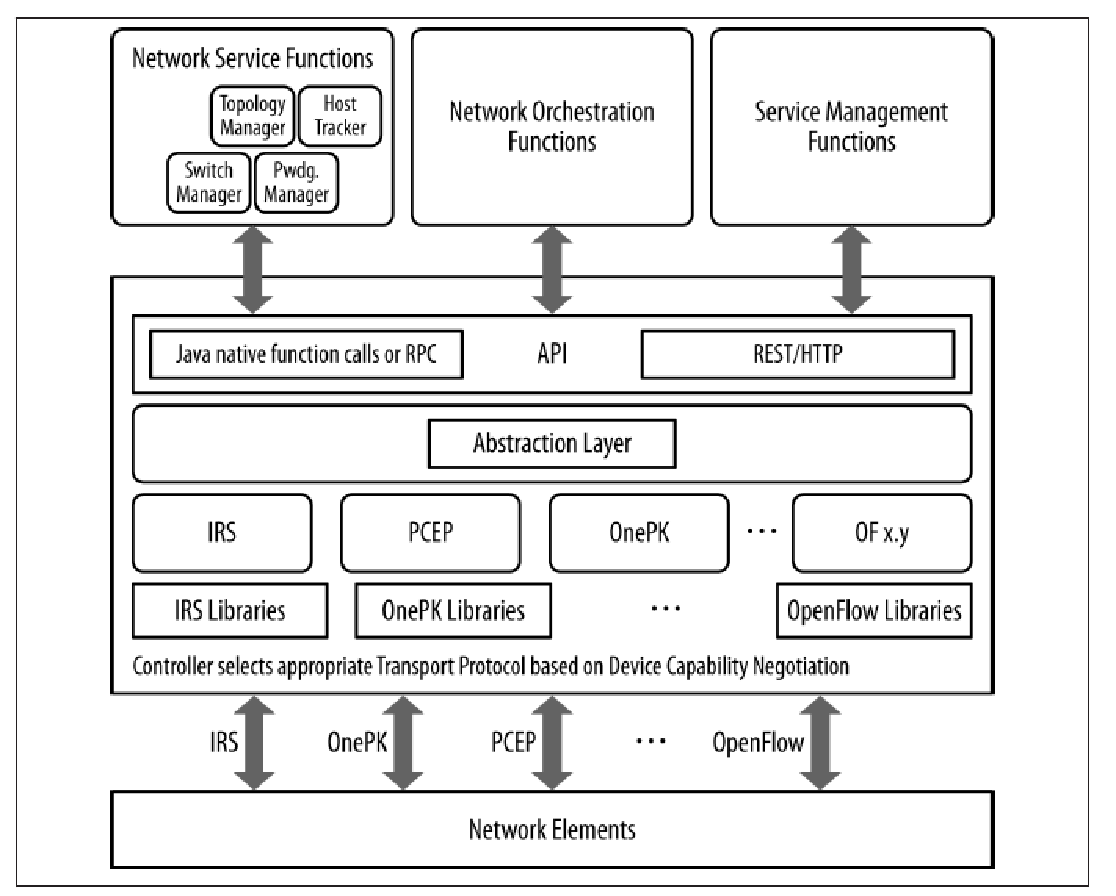 Network Service Functions
Topology
Manager
Host
Tracker
Switch
Manager
Pwdg.
Manager
Network Orchestration
Functions
Service Management
Functions
Java native function calls or RPC
API
REST/HTTP
Abstraction Layer
IRS
PCEP
OnePK
...
OF x.y
IRS Libraries
OnePK Libraries
...
OpenFlow Libraries
Controller selects appropriate Transport Protocol based on Device Capability Negotiation
IRS
OnePK
PCEP
...
OpenFlow
Network Elements